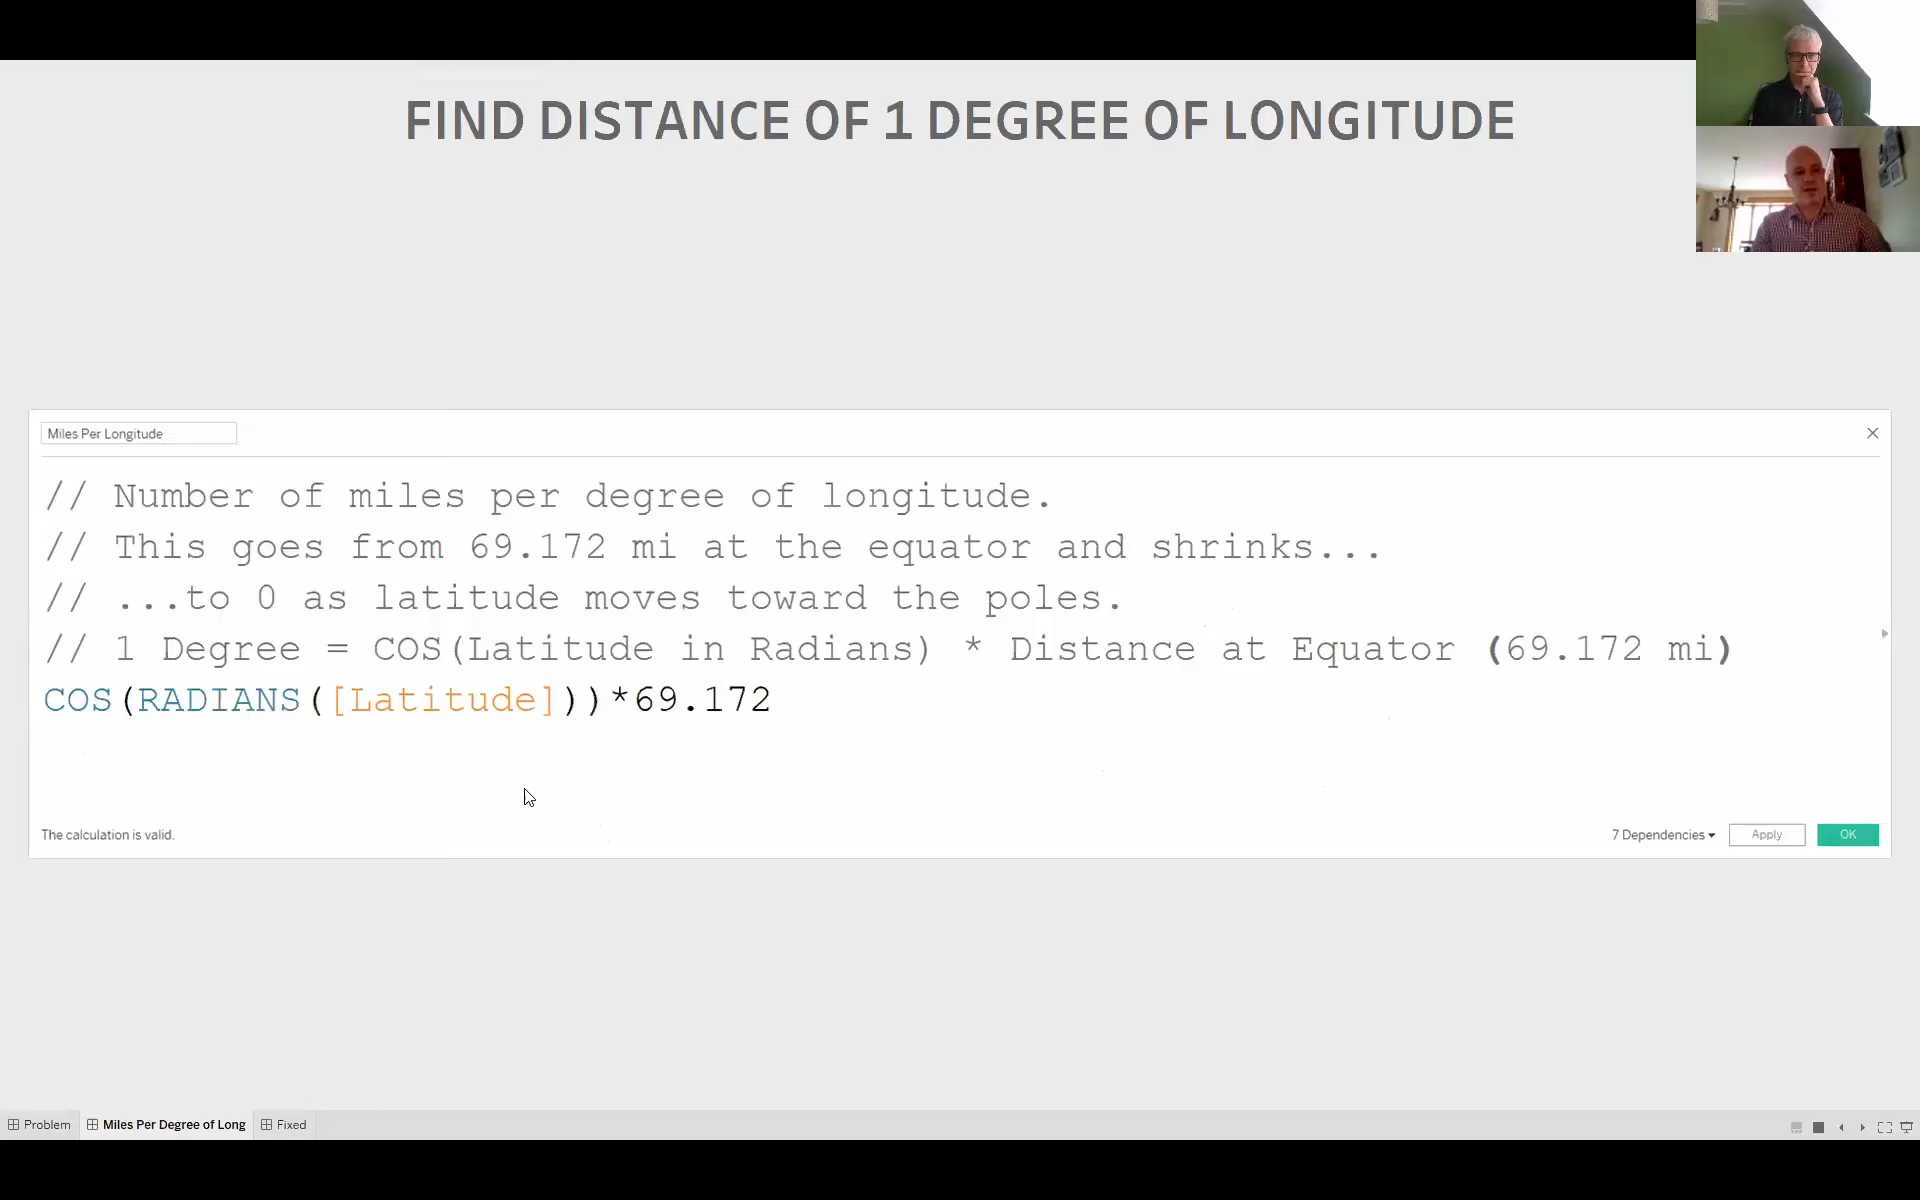 FIND DISTANCE OF 1 DEGREE OF LONGITUDE
Miles Per Longitude
// Number of miles per degree of longitude.
// This goes from 69.172 mi at the equator and shrinks...
// ...to 0 as latitude moves toward the poles.
// 1 Degree = COS(Latitude in Radians) * Distance at Equator (69.172 mi)
COS(RADIANS([Latitude]))*69.172
The calculation is valid.
7 Dependencies
Apply
OK
Problem
Miles Per Degree of Long
Fixed